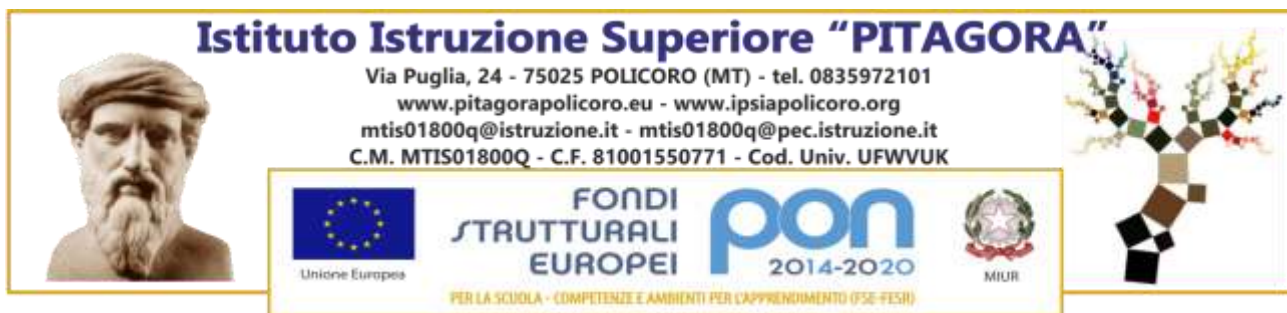 Istituto Istruzione Superiore “PITAGORA”
Via Puglia, 24 - 75025 POLICORO (MT) - tel. 0835972101
www.pitagorapolicoro.eu - www.ipsiapolicoro.org
mtis01800q@istruzione.it - mtis01800q@pec.istruzione.it
C.M. MTIS01800Q - C.F. 81001550771 - Cod. Univ. UFWVUK
Unione Europea
FONDI
STRUTTURALI
EUROPEI
pon
2014-2020
MIUR
PER LA SCUOLA - COMPETENZE E AMBIENTI PER L'APPRENDIMENTO (FSE-FESR)